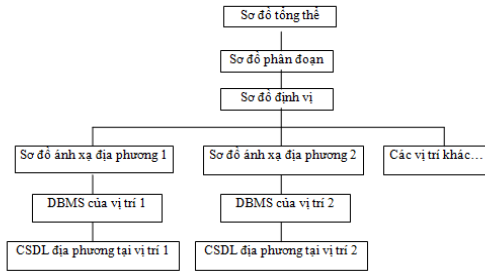 Sơ đồ tổng thể
Sơ đồ phân đoạn
Sơ đồ định vị
Sơ đồ ánh xạ địa phương 1
Sơ đồ ánh xạ địa phương 2
Các vị trí khác…
DBMS của vị trí 1
DBMS của vị trí 2
CSDL địa phương tại vị trí 1
CSDL địa phương tại vị trí 2